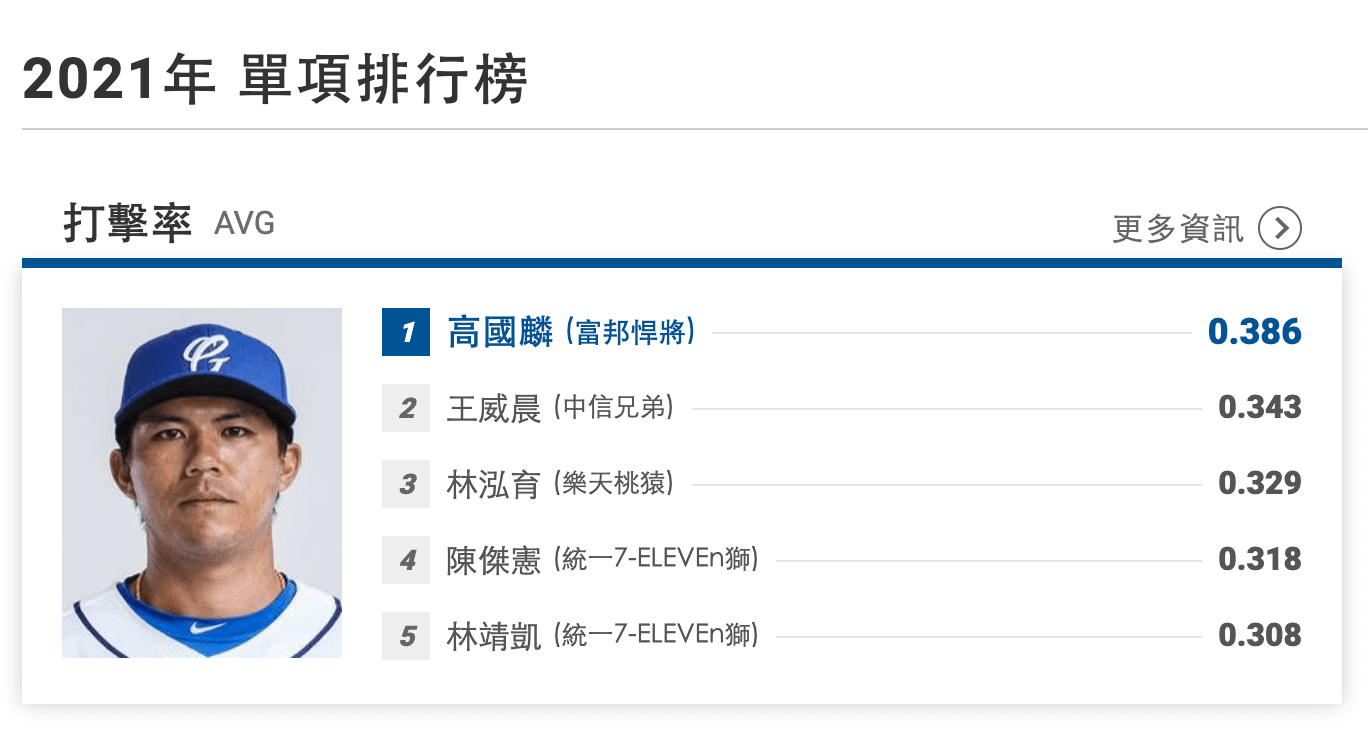 2021年 單項排行榜
打擊率 AVG
更多資訊
1 高國麟 (富邦悍將) 0.386
2 王威晨 (中信兄弟) 0.343
3 林泓育 (樂天桃猿) 0.329
4 陳傑憲 (統一7-ELEVEn獅) 0.318
5 林靖凱 (統一7-ELEVEn獅) 0.308